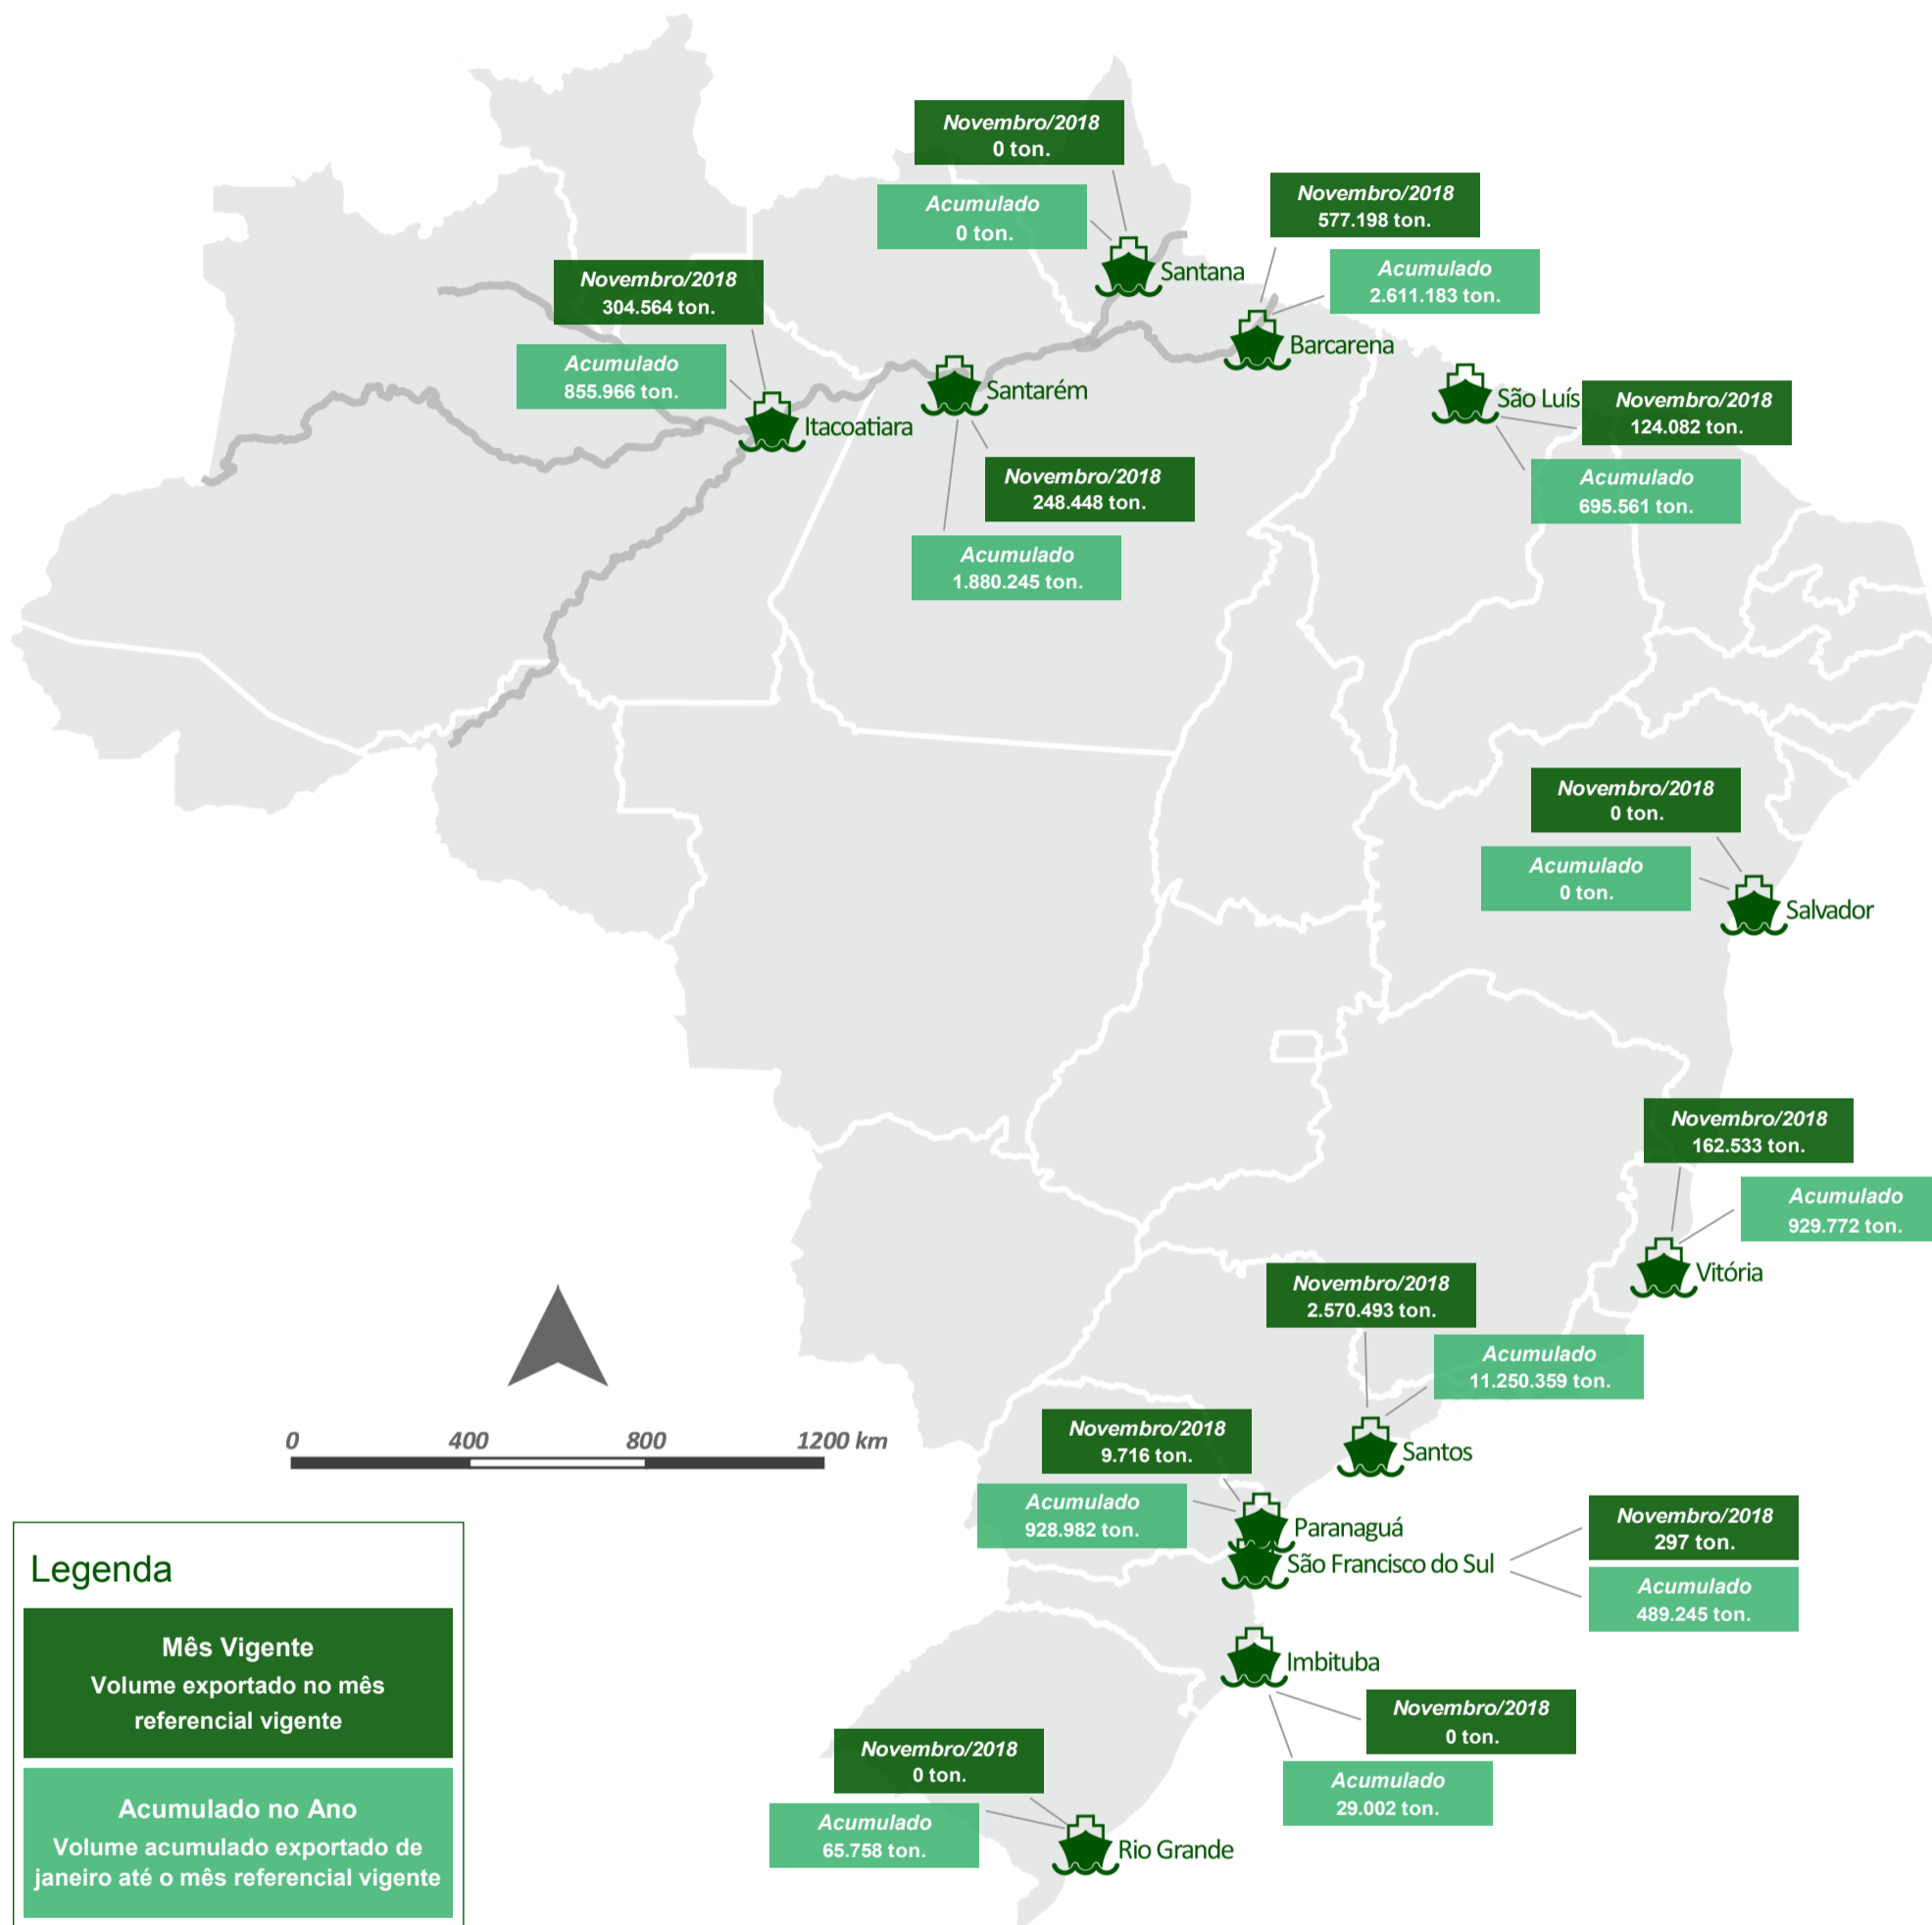 Novembro/2018
0 ton.
Acumulado
0 ton.
Santana
Novembro/2018
577.198 ton.
Acumulado
2.611.183 ton.
Barcarena
Novembro/2018
304.564 ton.
Acumulado
855.966 ton.
Itacoatiara
Santarém
Novembro/2018
248.448 ton.
Acumulado
1.880.245 ton.
São Luís
Novembro/2018
124.082 ton.
Acumulado
695.561 ton.
Novembro/2018
0 ton.
Acumulado
0 ton.
Salvador
Novembro/2018
162.533 ton.
Acumulado
929.772 ton.
Vitória
Novembro/2018
2.570.493 ton.
Acumulado
11.250.359 ton.
Santos
Novembro/2018
9.716 ton.
Acumulado
928.982 ton.
Paranaguá
São Francisco do Sul
Novembro/2018
297 ton.
Acumulado
489.245 ton.
Imbituba
Novembro/2018
0 ton.
Acumulado
29.002 ton.
Novembro/2018
0 ton.
Acumulado
65.758 ton.
Rio Grande
0 400 800 1200 km
Legenda
Mês Vigente
Volume exportado no mês
referencial vigente
Acumulado no Ano
Volume acumulado exportado de
janeiro até o mês referencial vigente